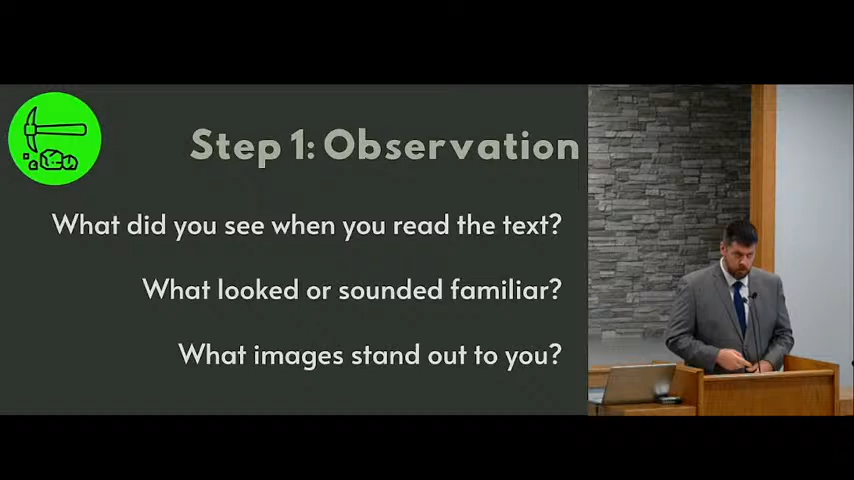 Step 1: Observation
What did you see when you read the text?
What looked or sounded familiar?
What images stand out to you?